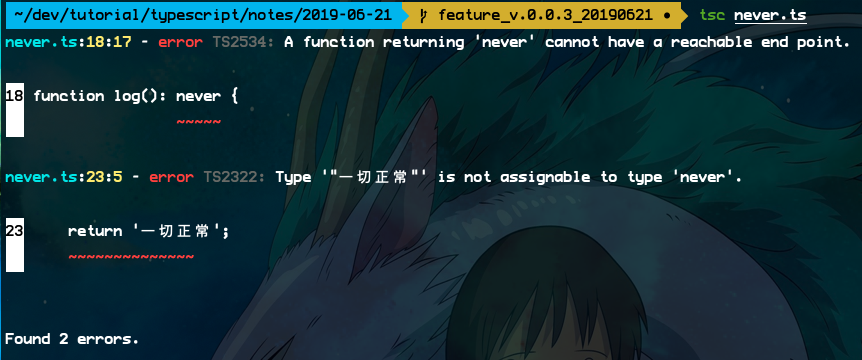 ~/dev/tutorial/typescript/notes/2019-06-21 feature_v.0.0.3_20190621 ● tsc never.ts
never.ts:18:17 - error TS2534: A function returning 'never' cannot have a reachable end point.
18 function log(): never {
~~~~~
never.ts:23:5 - error TS2322: Type '"一切正常"' is not assignable to type 'never'.
23 return '一切正常';
~~~~~~~~~~~~~~
Found 2 errors.